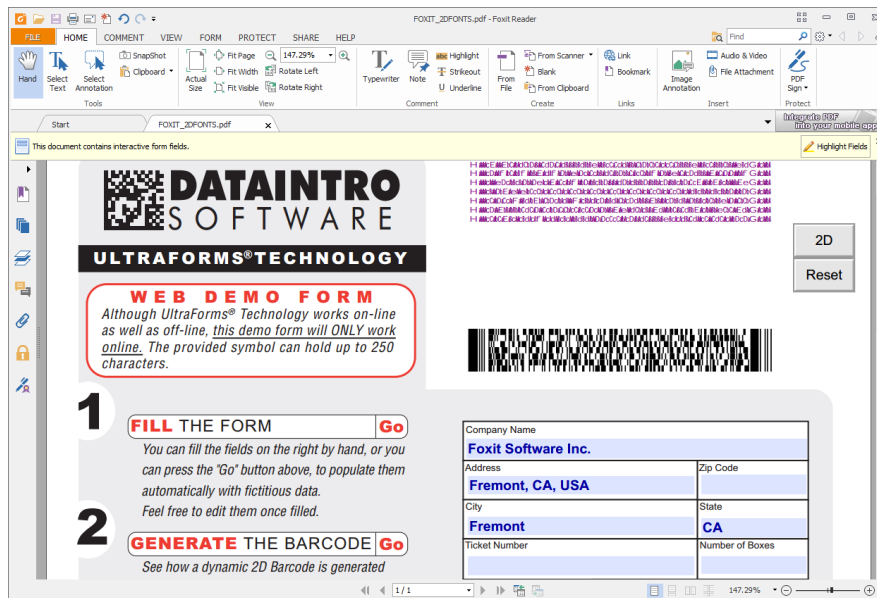 FOXIT_2DFONTS.pdf - Foxit Reader
FILE HOME COMMENT VIEW FORM PROTECT SHARE HELP
Find
Hand
Select Text
Select Annotation
SnapShot
Clipboard
Tools
Actual Size
Fit Page
Fit Width
Fit Visible
147.29%
Rotate Left
Rotate Right
View
Typewriter
Note
abc Highlight
Strikeout
Underline
Comment
From File
From Scanner
Blank
From Clipboard
Create
Link
Bookmark
Links
Image Annotation
Audio & Video
File Attachment
Insert
PDF Sign
Protect
Start
FOXIT_2DFONTS.pdf
Integrate PDF
into your mobile app
This document contains interactive form fields.
Highlight Fields
DATAINTRO
SOFTWARE
ULTRAFORMS®TECHNOLOGY
2D
Reset
WEB DEMO FORM
Although UltraForms® Technology works on-line
as well as off-line, this demo form will ONLY work
online. The provided symbol can hold up to 250
characters.
1
FILL THE FORM Go
You can fill the fields on the right by hand, or you
can press the "Go" button above, to populate them
automatically with fictitious data.
Feel free to edit them once filled.
2
GENERATE THE BARCODE Go
See how a dynamic 2D Barcode is generated
Company Name
Foxit Software Inc.
Address
Zip Code
Fremont, CA, USA
City
State
Fremont
CA
Ticket Number
Number of Boxes
1 / 1
147.29%